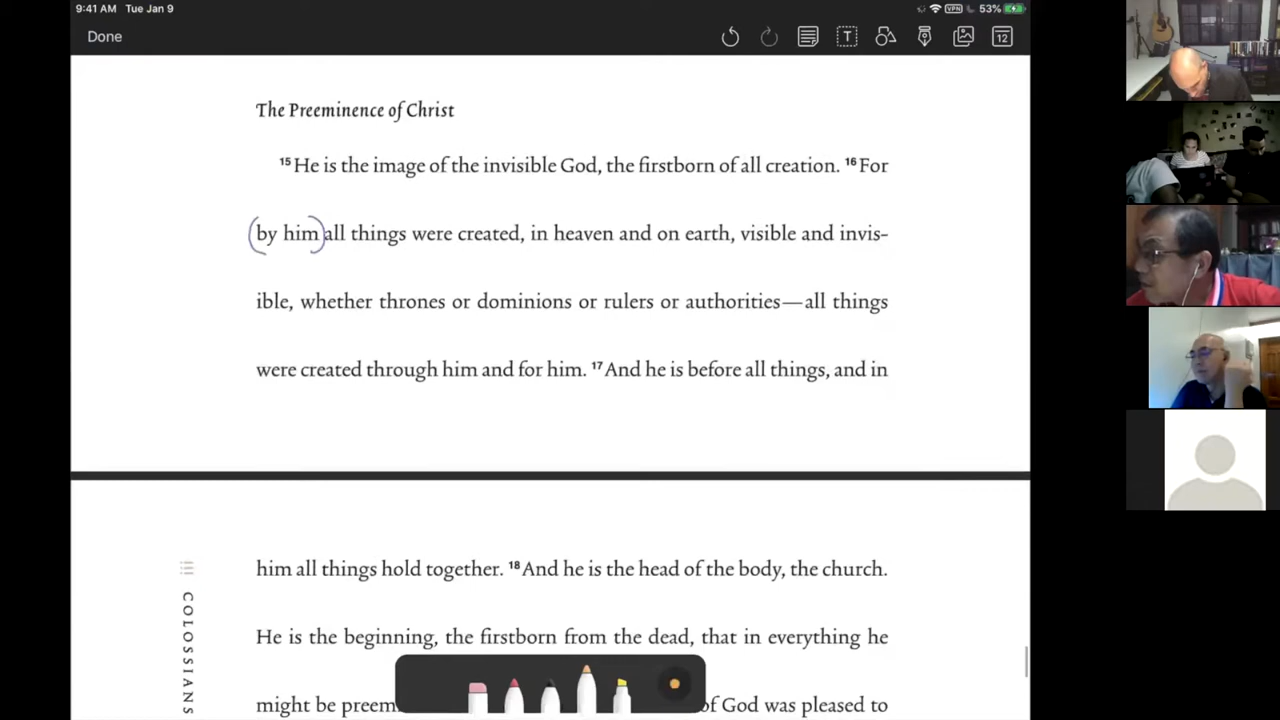 9:41 AM Tue Jan 9
VPN 53%
Done
T
12
The Preeminence of Christ
15 He is the image of the invisible God, the firstborn of all creation. 16 For
by him all things were created, in heaven and on earth, visible and invis-
ible, whether thrones or dominions or rulers or authorities—all things
were created through him and for him. 17 And he is before all things, and in
him all things hold together. 18 And he is the head of the body, the church.
He is the beginning, the firstborn from the dead, that in everything he
might be preem
of God was pleased to
COLOSSIANS